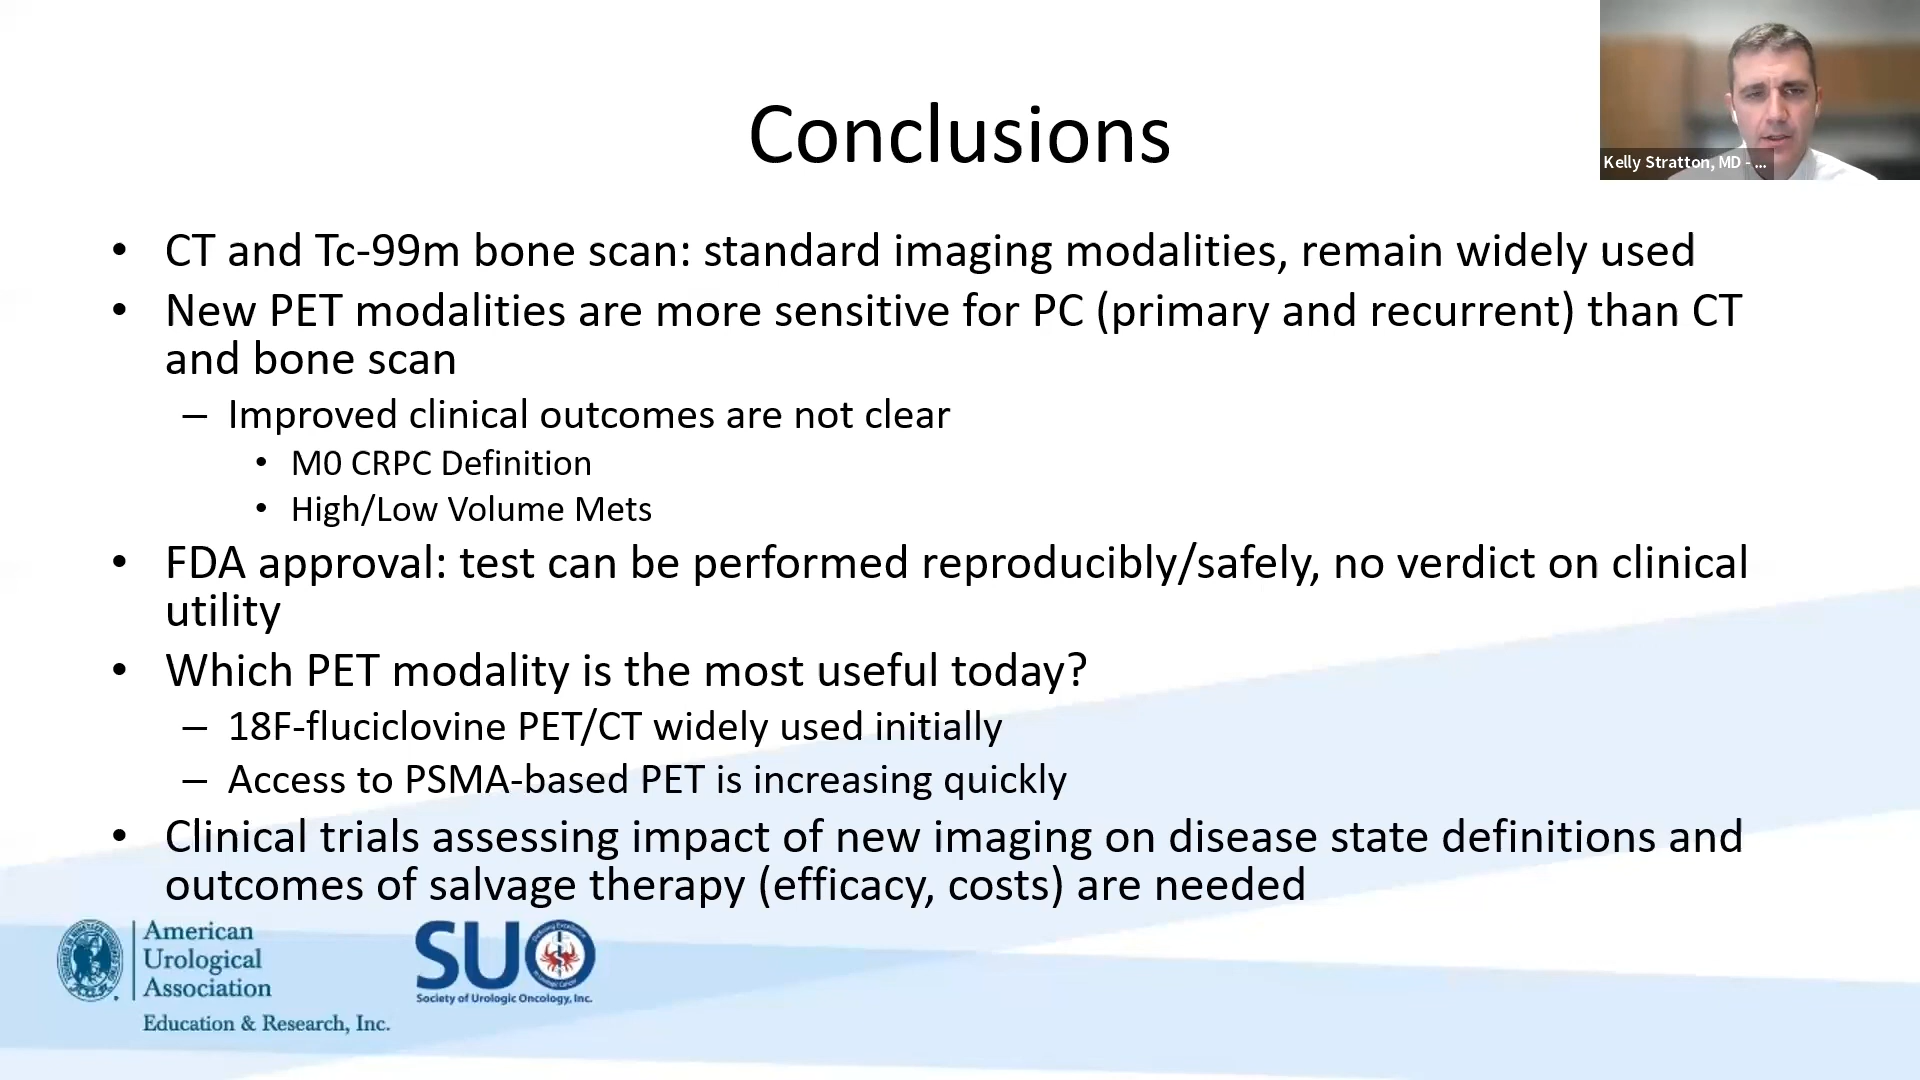 Conclusions
Kelly Stratton, MD - ...
• CT and Tc-99m bone scan: standard imaging modalities, remain widely used
• New PET modalities are more sensitive for PC (primary and recurrent) than CT
and bone scan
– Improved clinical outcomes are not clear
• M0 CRPC Definition
• High/Low Volume Mets
• FDA approval: test can be performed reproducibly/safely, no verdict on clinical
utility
• Which PET modality is the most useful today?
– 18F-fluciclovine PET/CT widely used initially
– Access to PSMA-based PET is increasing quickly
• Clinical trials assessing impact of new imaging on disease state definitions and
outcomes of salvage therapy (efficacy, costs) are needed
American
Urological
Association
Education & Research, Inc.
SUO
Society of Urologic Oncology, Inc.